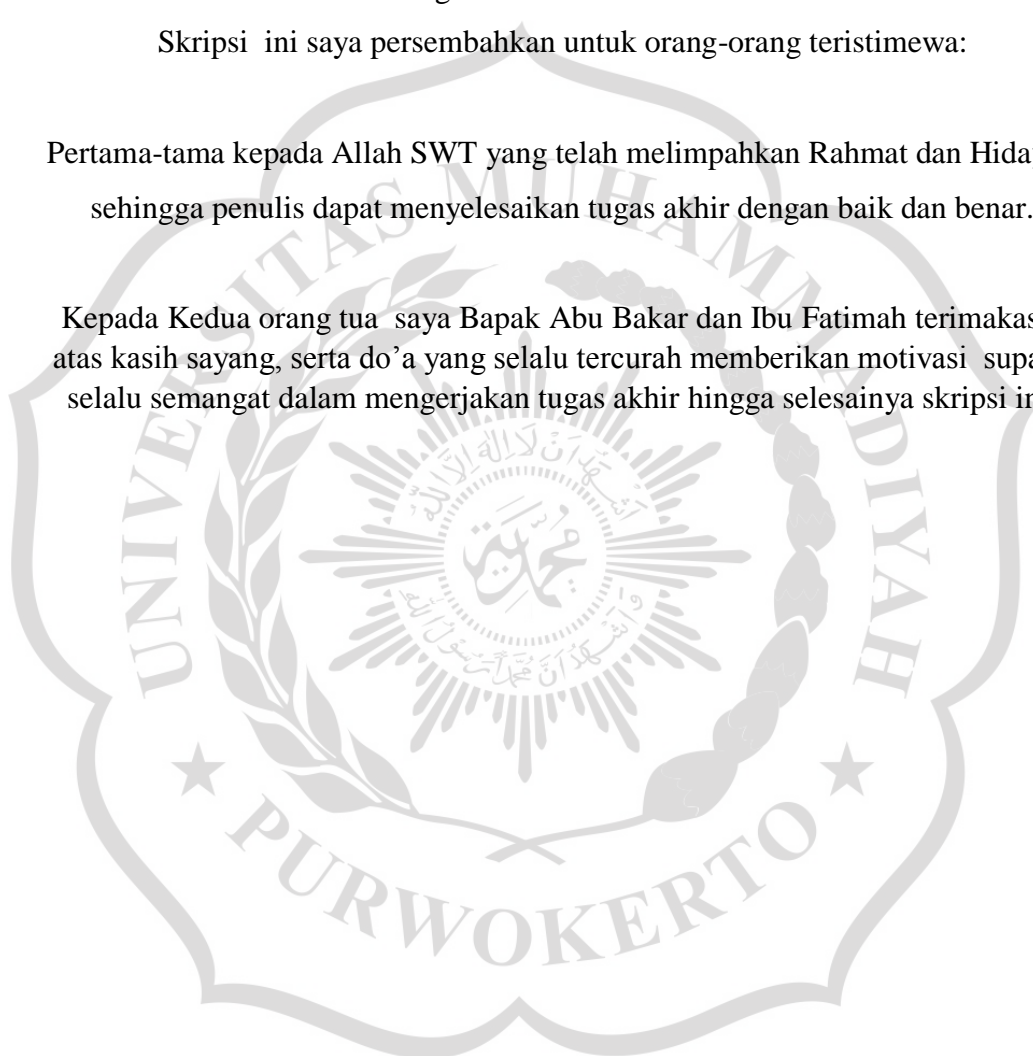 Skripsi ini saya persembahkan untuk orang-orang teristimewa:
Pertama-tama kepada Allah SWT yang telah melimpahkan Rahmat dan
sehingga penulis dapat menyelesaikan tugas akhir dengan baik dan benar.
Kepada Kedua orang tua saya Bapak Abu Bakar dan Ibu Fatimah
atas kasih sayang, serta do’a yang selalu tercurah memberikan motivasi
selalu semangat dalam mengerjakan tugas akhir hingga selesainya skripsi
UNIVERSITAS MUHAMMADIYAH
PURWOKERTO